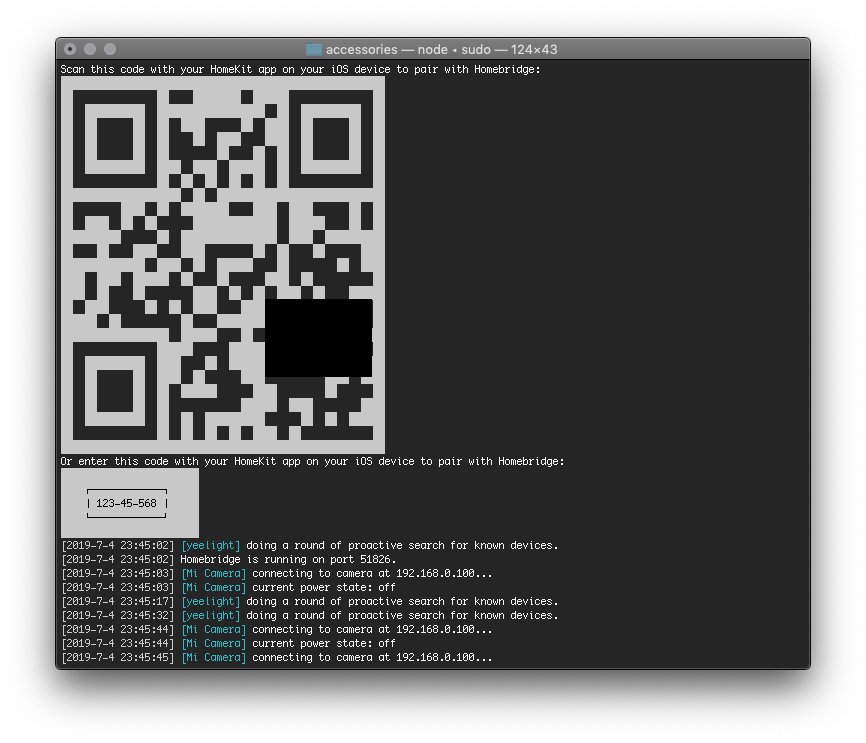 accessories — node ◂ sudo — 124×43
Scan this code with your HomeKit app on your iOS device to pair with Homebridge:
Or enter this code with your HomeKit app on your iOS device to pair with Homebridge:
123-45-568
[2019-7-4 23:45:02] [yeelight] doing a round of proactive search for known devices.
[2019-7-4 23:45:02] Homebridge is running on port 51826.
[2019-7-4 23:45:03] [Mi Camera] connecting to camera at 192.168.0.100...
[2019-7-4 23:45:03] [Mi Camera] current power state: off
[2019-7-4 23:45:17] [yeelight] doing a round of proactive search for known devices.
[2019-7-4 23:45:32] [yeelight] doing a round of proactive search for known devices.
[2019-7-4 23:45:44] [Mi Camera] connecting to camera at 192.168.0.100...
[2019-7-4 23:45:44] [Mi Camera] current power state: off
[2019-7-4 23:45:45] [Mi Camera] connecting to camera at 192.168.0.100...